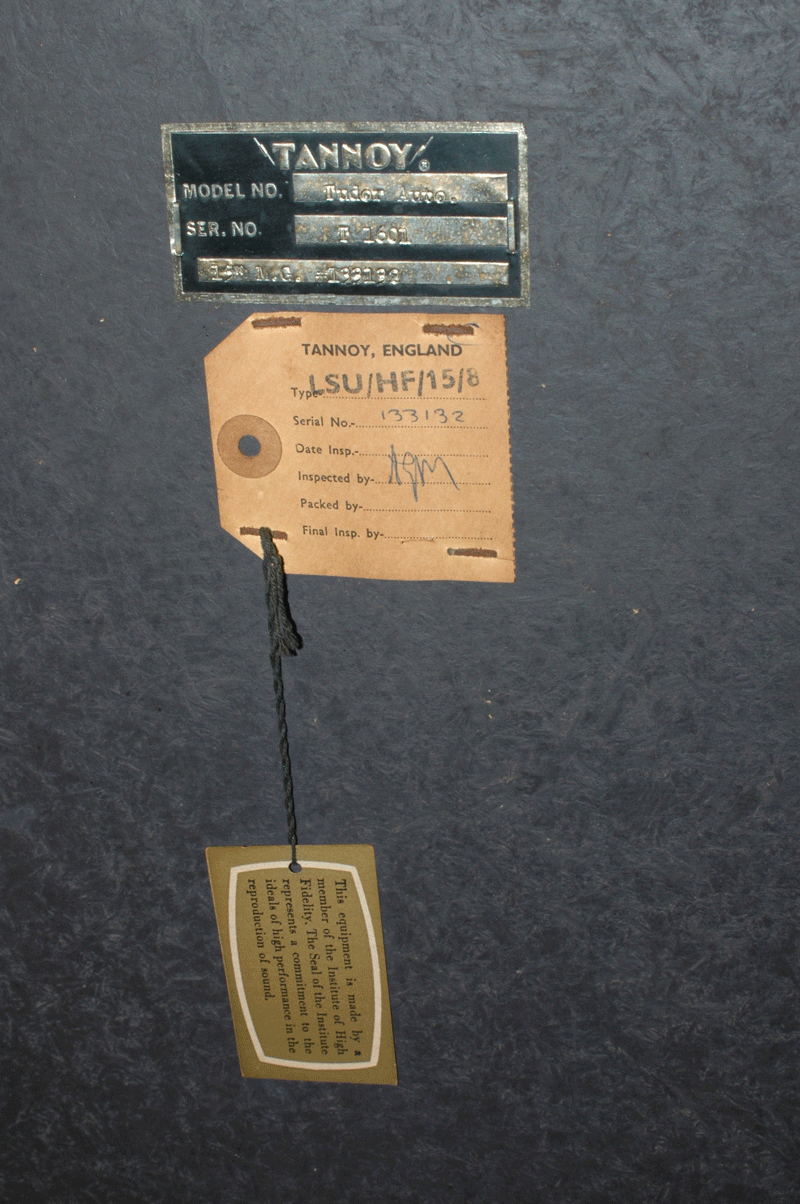 TANNOY®
MODEL NO. Tudor Auto.
SER. NO. T 1601
15" M.G. #133132
TANNOY, ENGLAND
Type- LSU/HF/15/8
Serial No.- 133132
Date Insp.-
Inspected by-
Packed by-
Final Insp. by-
This equipment is made by a
member of the Institute of High
Fidelity. The Seal of the Institute
represents a commitment to the
ideals of high performance in the
reproduction of sound.